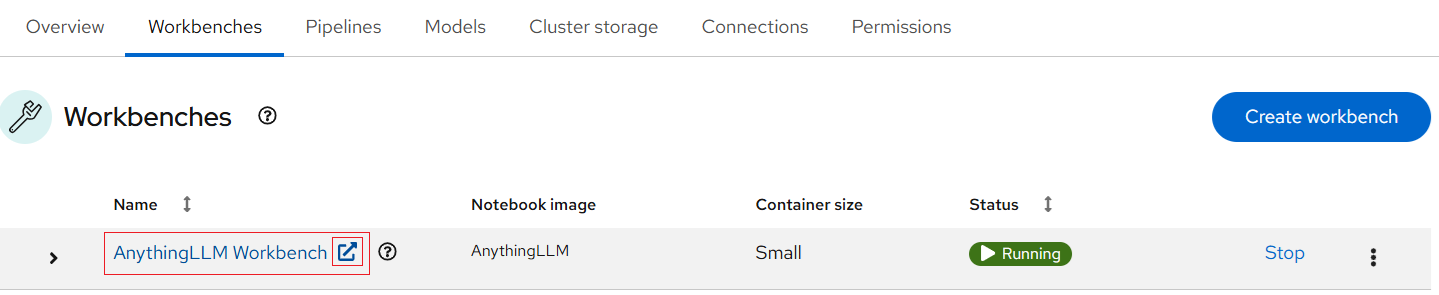 Overview Workbenches Pipelines Models Cluster storage Connections Permissions
Workbenches
Create workbench
Name Notebook image Container size Status
AnythingLLM Workbench AnythingLLM Small Running Stop